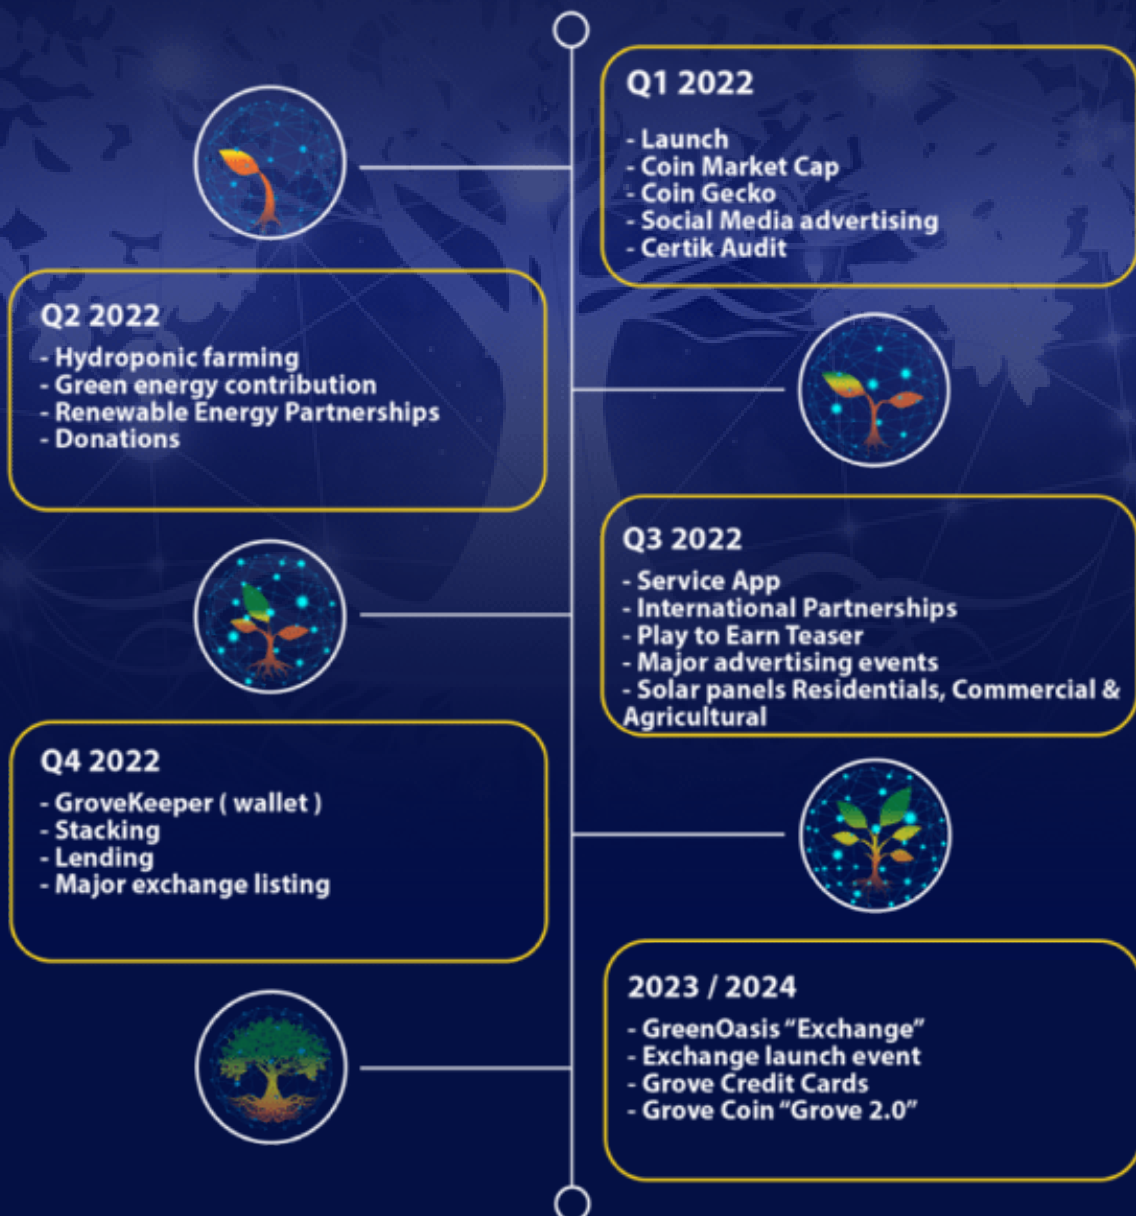 Q1 2022
- Launch
- Coin Market Cap
- Coin Gecko
- Social Media advertising
- Certik Audit
Q2 2022
- Hydroponic farming
- Green energy contribution
- Renewable Energy Partnerships
- Donations
Q3 2022
- Service App
- International Partnerships
- Play to Earn Teaser
- Major advertising events
- Solar panels Residentials, Commercial &
Agricultural
Q4 2022
- GroveKeeper ( wallet )
- Stacking
- Lending
- Major exchange listing
2023 / 2024
- GreenOasis “Exchange”
- Exchange launch event
- Grove Credit Cards
- Grove Coin “Grove 2.0”